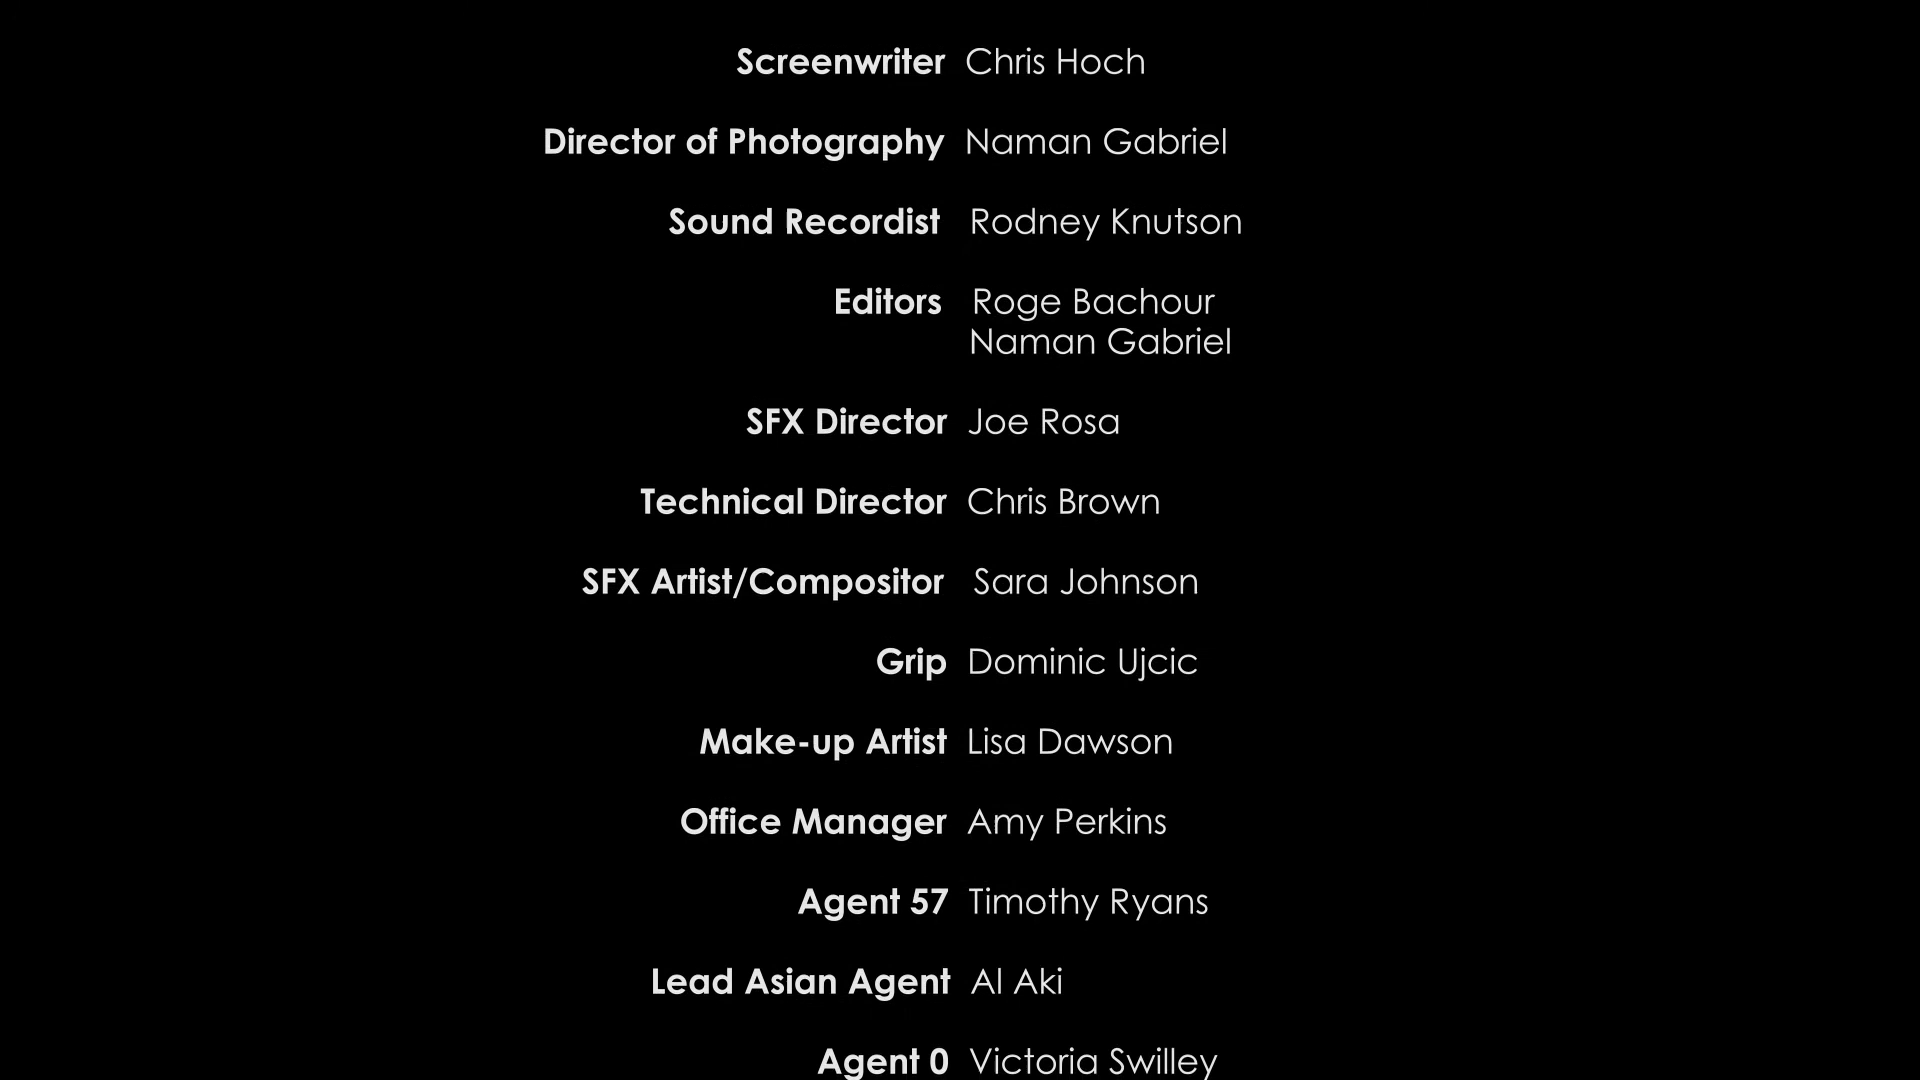 Screenwriter Chris Hoch
Director of Photography Naman Gabriel
Sound Recordist Rodney Knutson
Editors Roge Bachour
Naman Gabriel
SFX Director Joe Rosa
Technical Director Chris Brown
SFX Artist/Compositor Sara Johnson
Grip Dominic Ujcic
Make-up Artist Lisa Dawson
Office Manager Amy Perkins
Agent 57 Timothy Ryans
Lead Asian Agent Al Aki
Agent 0 Victoria Swilley